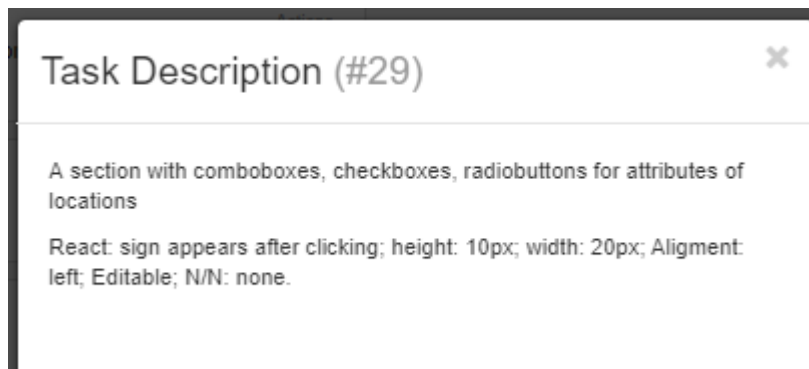 Task Description (#29)
A section with comboboxes, checkboxes, radiobuttons for attributes of
locations
React: sign appears after clicking; height: 10px; width: 20px; Aligment:
left; Editable; N/N: none.